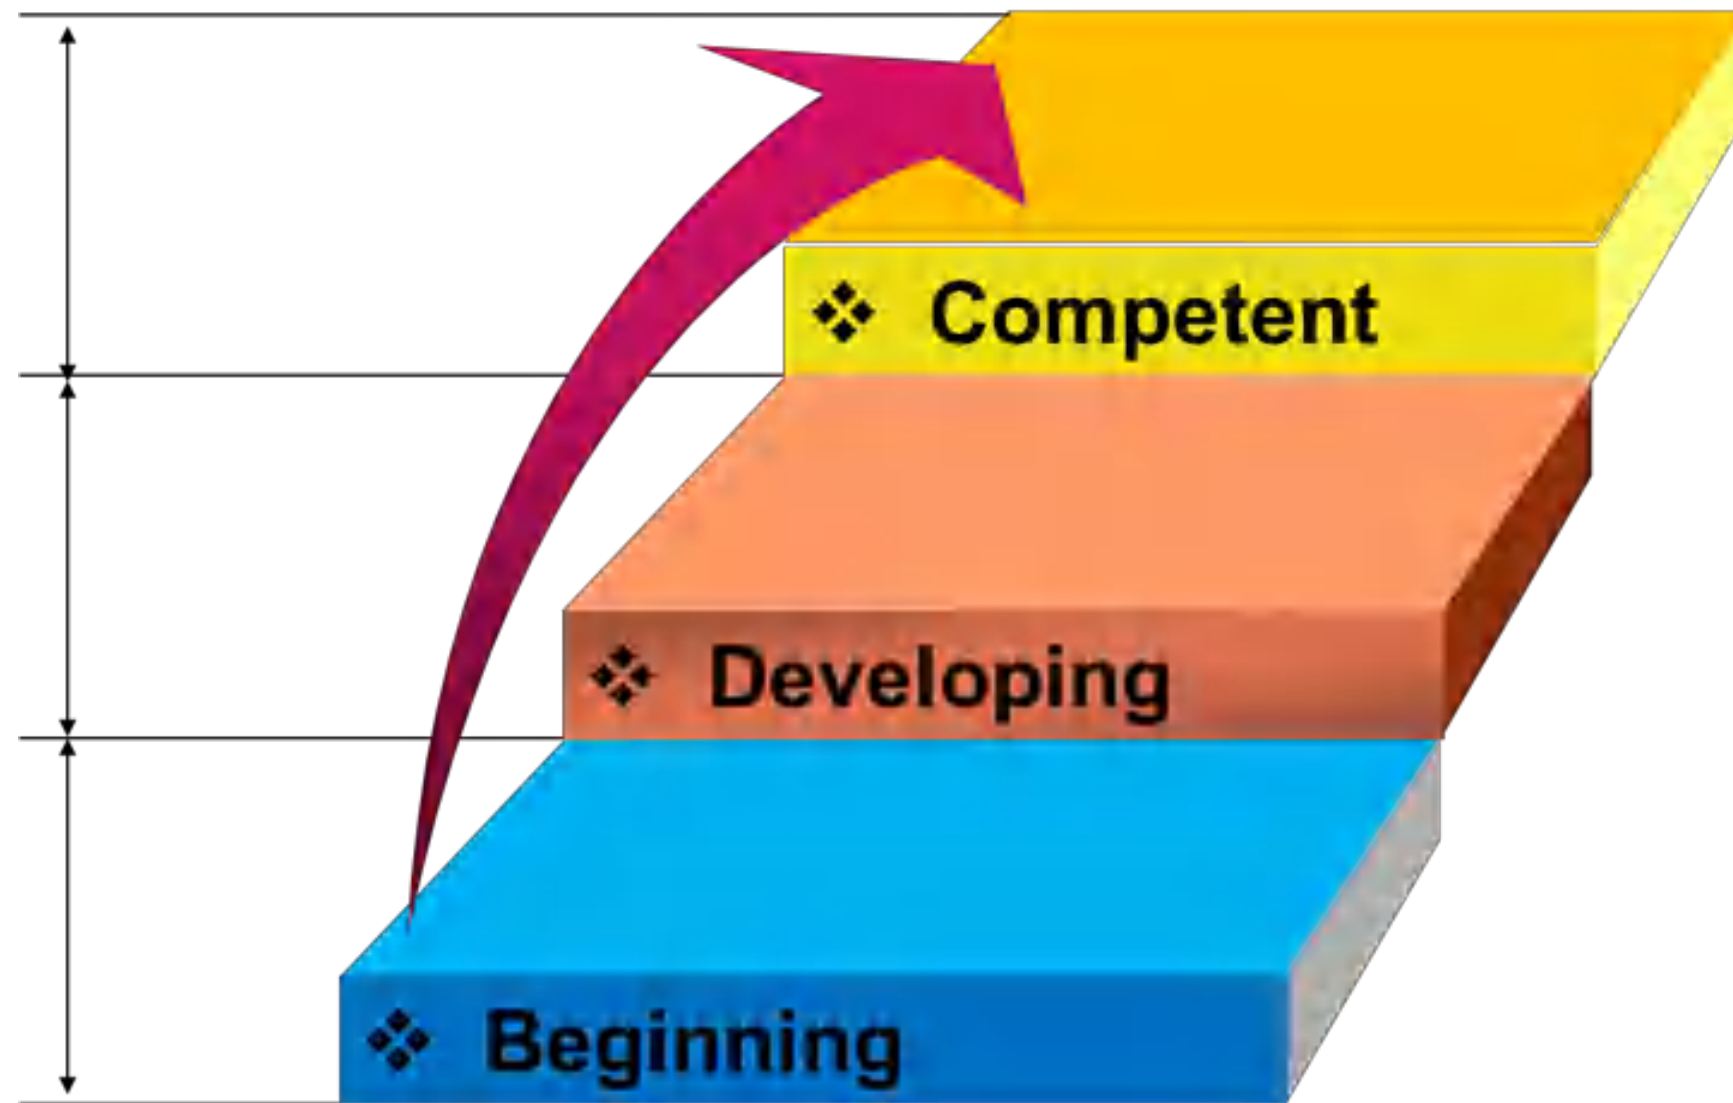 ❖ Competent
❖ Developing
❖ Beginning